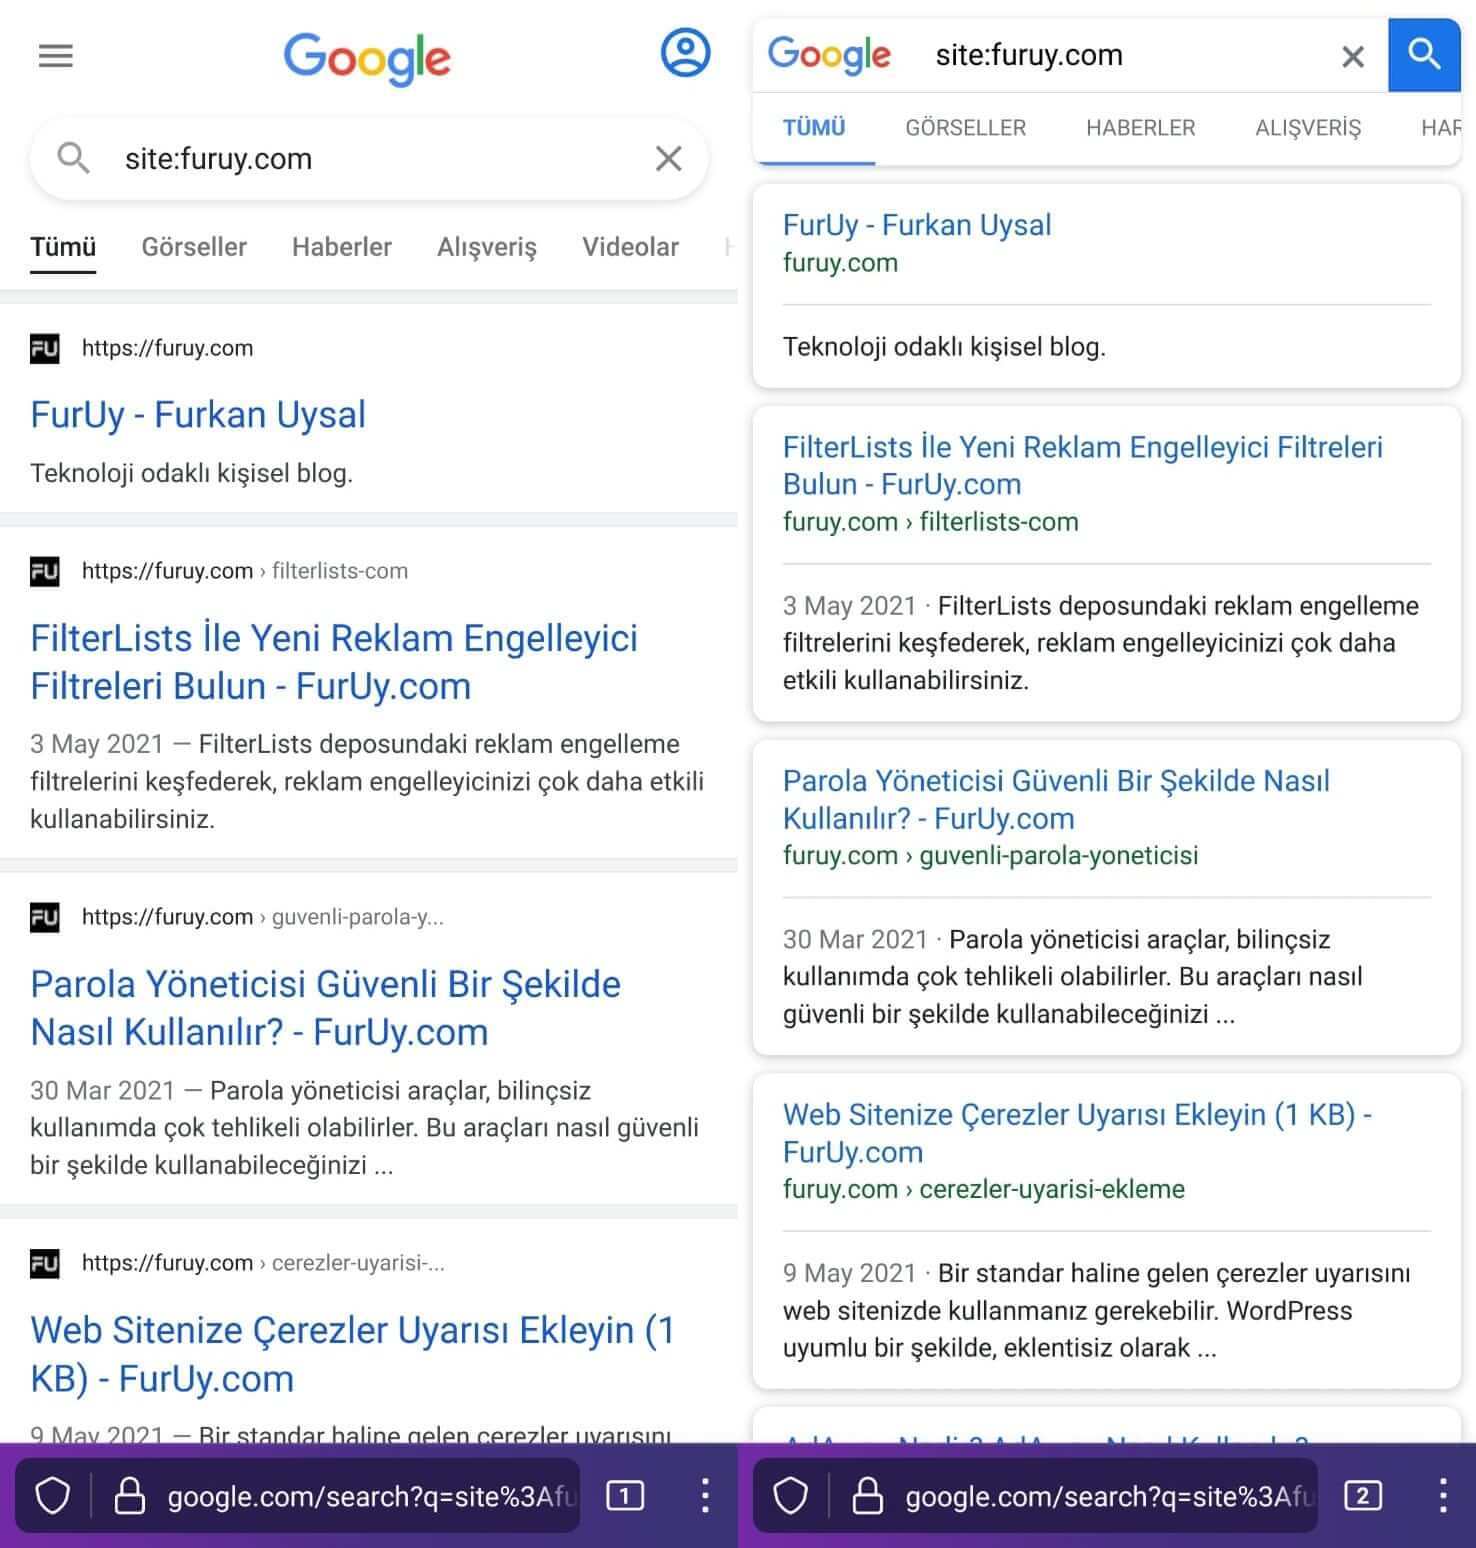 Google
site:furuy.com
Tümü Görseller Haberler Alışveriş Videolar
FU https://furuy.com
FurUy - Furkan Uysal
Teknoloji odaklı kişisel blog.
FU https://furuy.com › filterlists-com
FilterLists İle Yeni Reklam Engelleyici
Filtreleri Bulun - FurUy.com
3 May 2021 — FilterLists deposundaki reklam engelleme
filtrelerini keşfederek, reklam engelleyicinizi çok daha etkili
kullanabilirsiniz.
FU https://furuy.com › guvenli-parola-y...
Parola Yöneticisi Güvenli Bir Şekilde
Nasıl Kullanılır? - FurUy.com
30 Mar 2021 — Parola yöneticisi araçlar, bilinçsiz
kullanımda çok tehlikeli olabilirler. Bu araçları nasıl güvenli
bir şekilde kullanabileceğinizi ...
FU https://furuy.com › cerezler-uyarisi-...
Web Sitenize Çerezler Uyarısı Ekleyin (1
KB) - FurUy.com
9 May 2021 — Bir standar haline gelen çerezler uyarısını
google.com/search?q=site%3Afu 1
Google site:furuy.com
TÜMÜ GÖRSELLER HABERLER ALIŞVERİŞ HAR
FurUy - Furkan Uysal
furuy.com
Teknoloji odaklı kişisel blog.
FilterLists İle Yeni Reklam Engelleyici Filtreleri
Bulun - FurUy.com
furuy.com › filterlists-com
3 May 2021 · FilterLists deposundaki reklam engelleme
filtrelerini keşfederek, reklam engelleyicinizi çok daha
etkili kullanabilirsiniz.
Parola Yöneticisi Güvenli Bir Şekilde Nasıl
Kullanılır? - FurUy.com
furuy.com › guvenli-parola-yoneticisi
30 Mar 2021 · Parola yöneticisi araçlar, bilinçsiz
kullanımda çok tehlikeli olabilirler. Bu araçları nasıl
güvenli bir şekilde kullanabileceğinizi ...
Web Sitenize Çerezler Uyarısı Ekleyin (1 KB) -
FurUy.com
furuy.com › cerezler-uyarisi-ekleme
9 May 2021 · Bir standar haline gelen çerezler uyarısını
web sitenizde kullanmanız gerekebilir. WordPress
uyumlu bir şekilde, eklentisiz olarak ...
google.com/search?q=site%3Afu 2